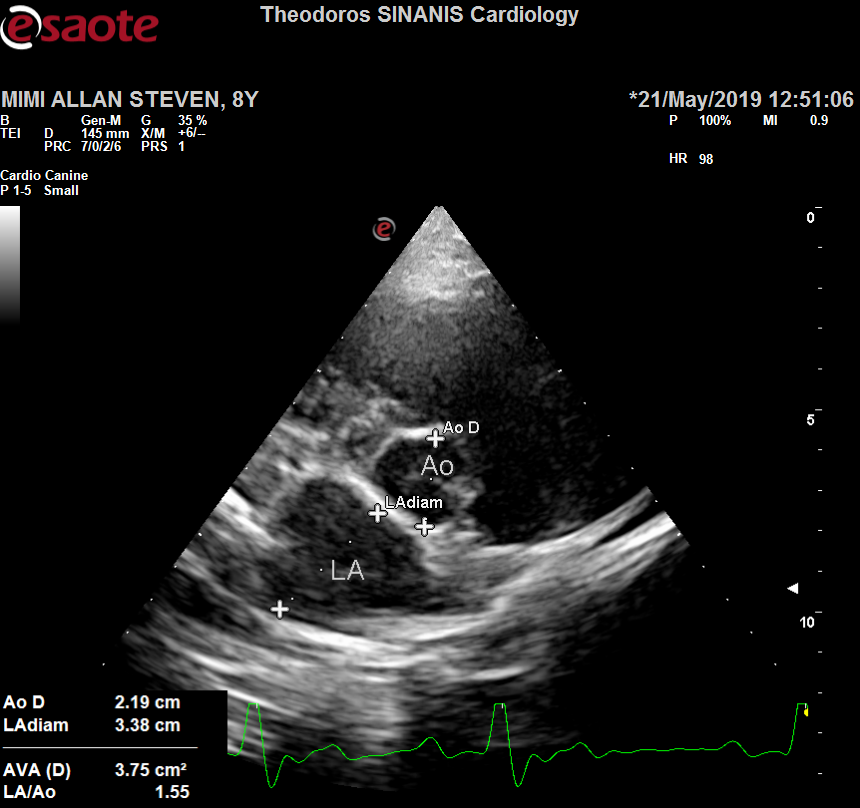 esaote
Theodoros SINANIS Cardiology
MIMI ALLAN STEVEN, 8Y
*21/May/2019 12:51:06
B Gen-M G 35 %
TEI D 145 mm X/M +6/--
PRC 7/0/2/6 PRS 1
P 100% MI 0.9
HR 98
Cardio Canine
P 1-5 Small
e
0
Ao D
5
Ao
LAdiam
LA
10
Ao D 2.19 cm
LAdiam 3.38 cm
AVA (D) 3.75 cm²
LA/Ao 1.55